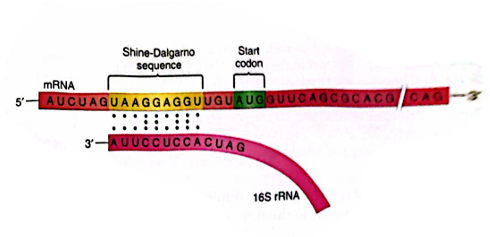 Shine-Dalgarno
sequence
Start
codon
mRNA
5′ AUCUAGUAAGGAGGUUGUAUGGUUCAGCGCACG CAG 3′
3′ AUUCCUCCACUAG
16S rRNA